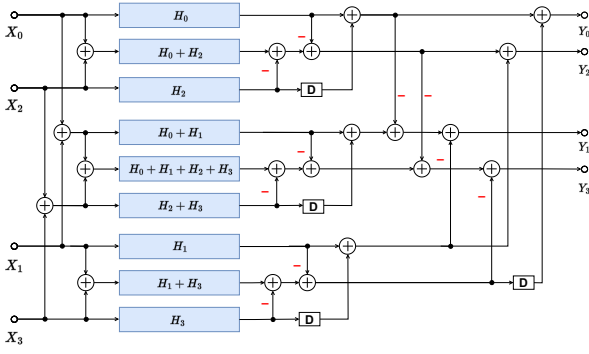 X₀ H₀ − D Y₀
H₀ + H₂ − Y₂
X₂ H₂ D
− −
H₀ + H₁ − Y₁
H₀ + H₁ + H₂ + H₃ − − Y₃
H₂ + H₃ D
X₁ H₁ −
H₁ + H₃ − D
X₃ H₃ D